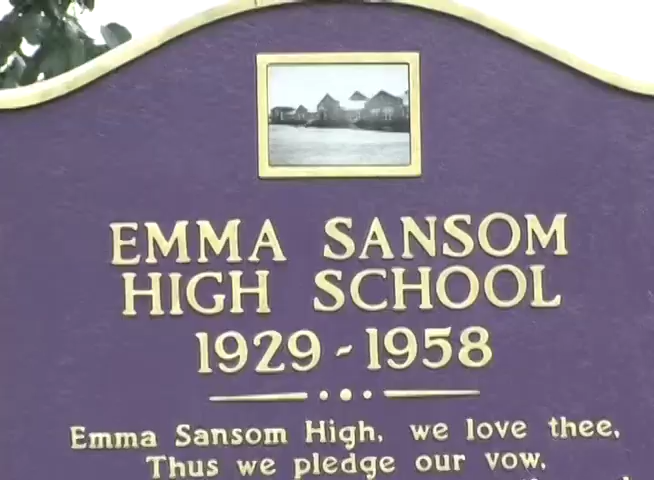 EMMA SANSOM
HIGH SCHOOL
1929 - 1958
Emma Sansom High, we love thee,
Thus we pledge our vow,